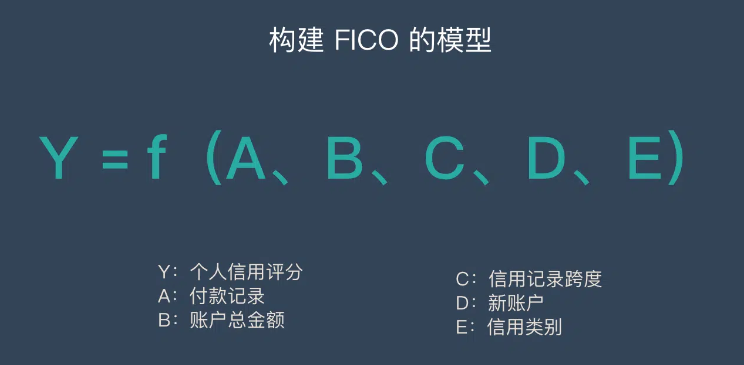 构建 FICO 的模型
Y = f（A、B、C、D、E）
Y：个人信用评分
A：付款记录
B：账户总金额
C：信用记录跨度
D：新账户
E：信用类别